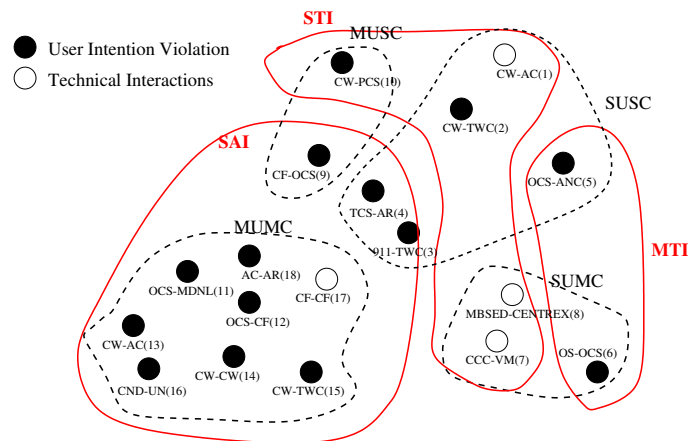 STI
MUSC
User Intention Violation
Technical Interactions
CW-PCS(10)
CW-AC(1)
SUSC
CW-TWC(2)
SAI
CF-OCS(9)
OCS-ANC(5)
TCS-AR(4)
MUMC
911-TWC(3)
MTI
AC-AR(18)
SUMC
OCS-MDNL(11)
CF-CF(17)
OCS-CF(12)
MBSED-CENTREX(8)
CW-AC(13)
CCC-VM(7)
OS-OCS(6)
CW-CW(14)
CND-UN(16)
CW-TWC(15)